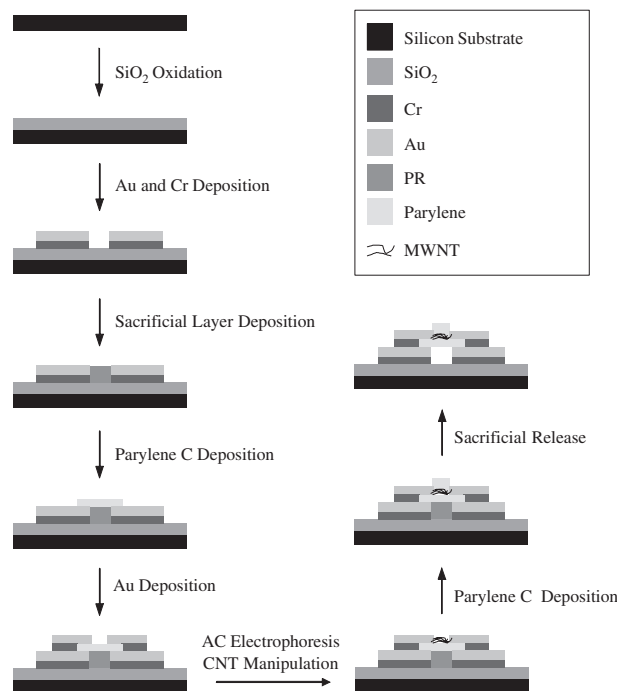 SiO2 Oxidation
Au and Cr Deposition
Sacrificial Layer Deposition
Parylene C Deposition
Au Deposition
AC Electrophoresis
CNT Manipulation
Parylene C Deposition
Sacrificial Release
Silicon Substrate
SiO2
Cr
Au
PR
Parylene
MWNT